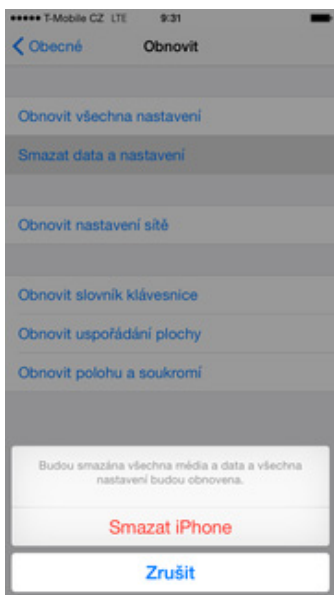 T-Mobile CZ LTE 9:31
Obecné Obnovit
Obnovit všechna nastavení
Smazat data a nastavení
Obnovit nastavení sítě
Obnovit slovník klávesnice
Obnovit uspořádání plochy
Obnovit polohu a soukromí
Budou smazána všechna média a data a všechna
nastavení budou obnovena.
Smazat iPhone
Zrušit